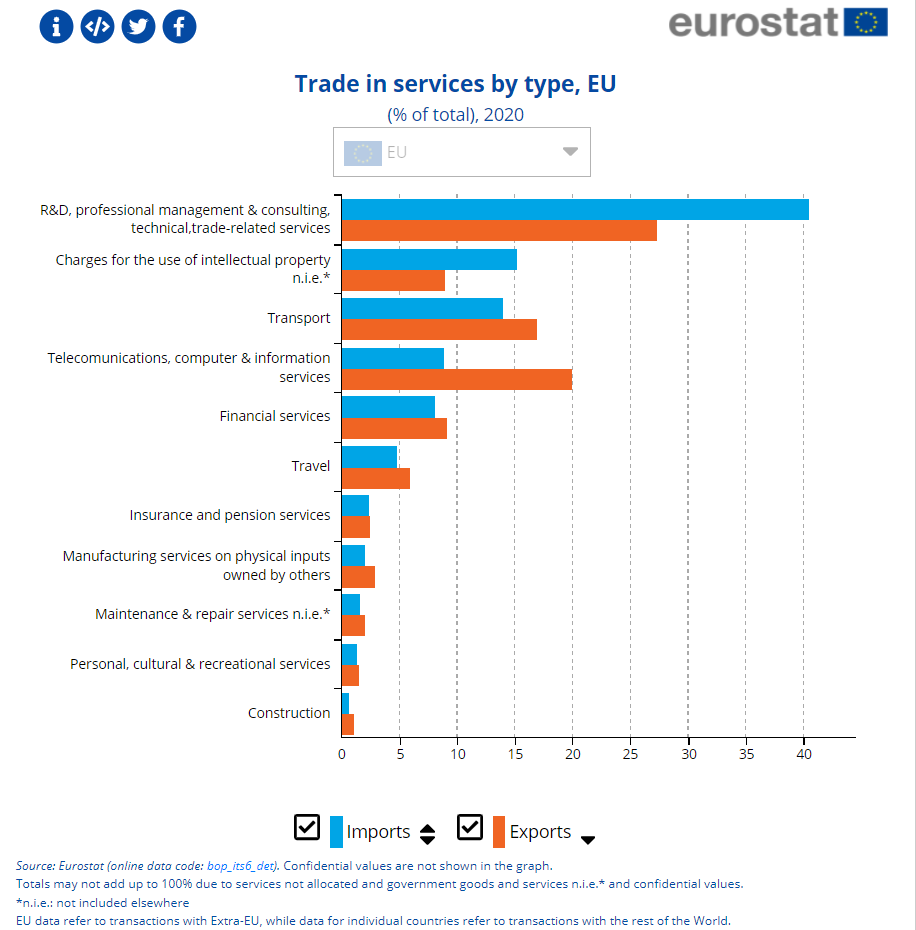 eurostat
Trade in services by type, EU
(% of total), 2020
EU
R&D, professional management & consulting,
technical,trade-related services
Charges for the use of intellectual property
n.i.e.*
Transport
Telecomunications, computer & information
services
Financial services
Travel
Insurance and pension services
Manufacturing services on physical inputs
owned by others
Maintenance & repair services n.i.e.*
Personal, cultural & recreational services
Construction
0 5 10 15 20 25 30 35 40
Imports Exports
Source: Eurostat (online data code: bop_its6_det). Confidential values are not shown in the graph.
Totals may not add up to 100% due to services not allocated and government goods and services n.i.e.* and confidential values.
*n.i.e.: not included elsewhere
EU data refer to transactions with Extra-EU, while data for individual countries refer to transactions with the rest of the World.